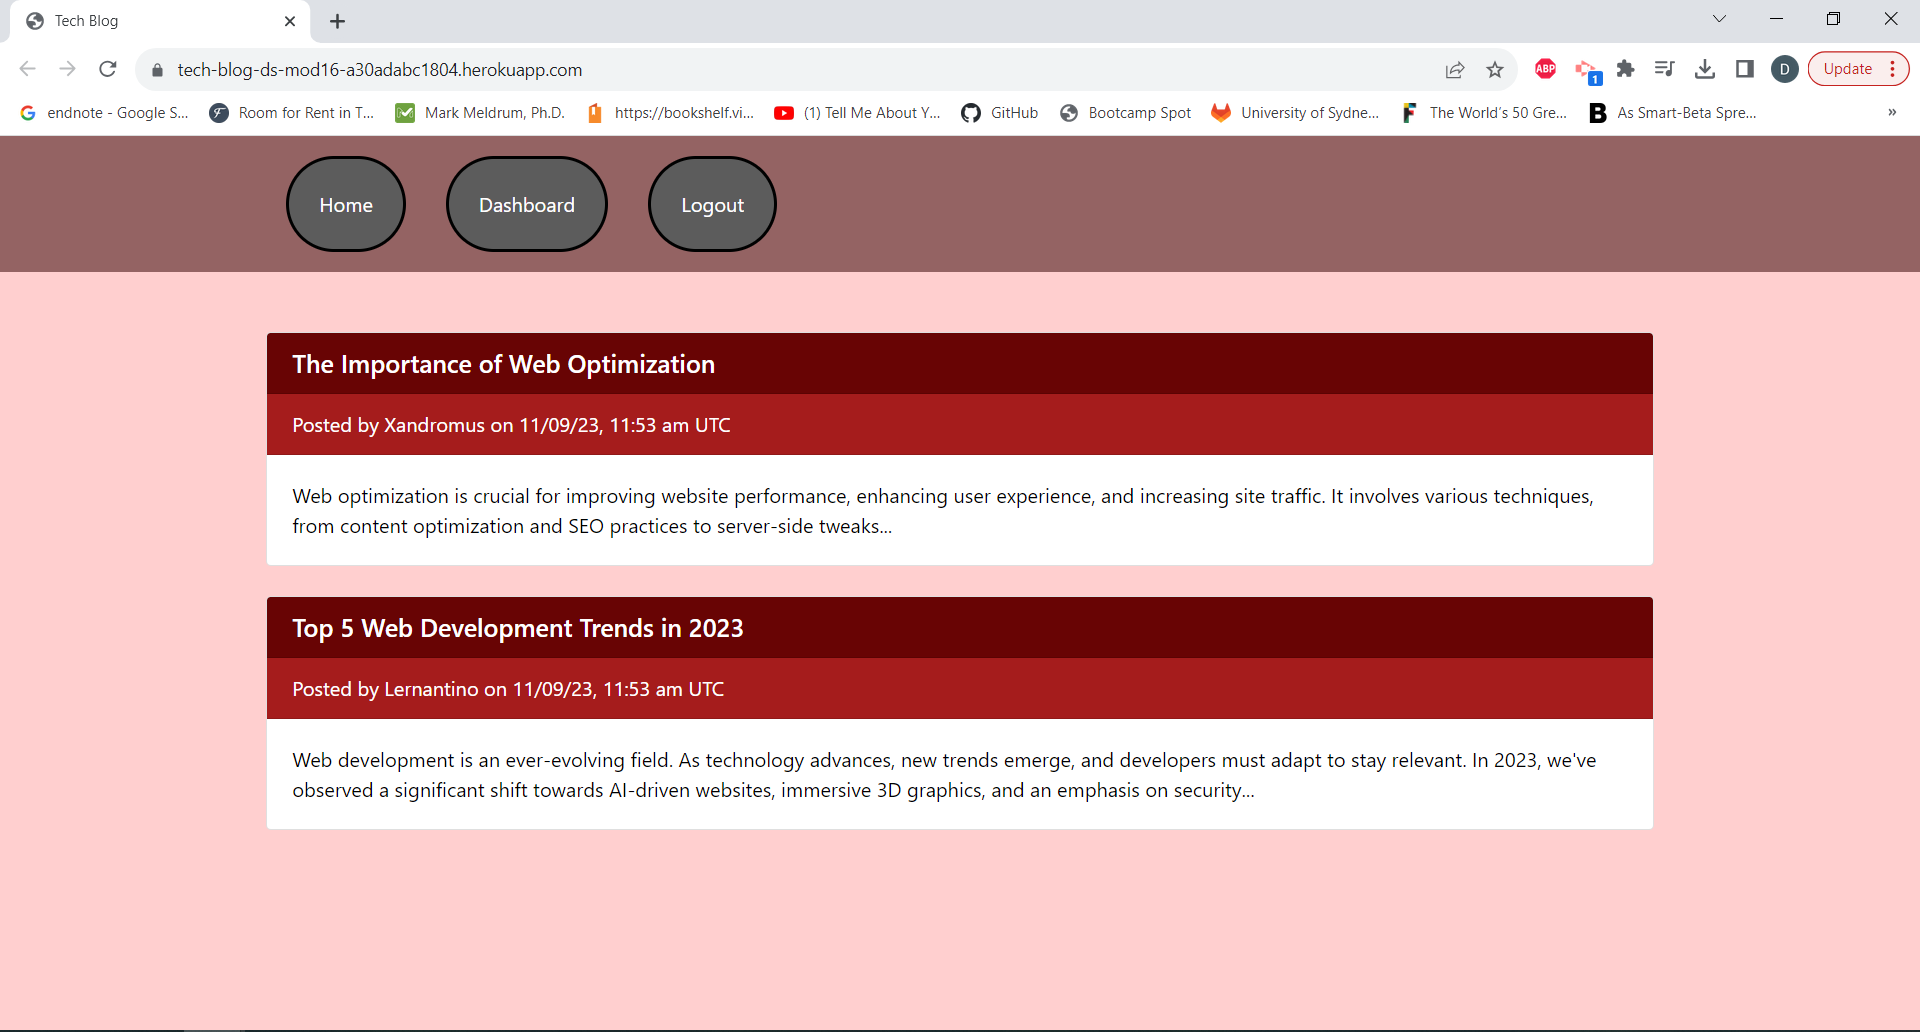 Tech Blog
tech-blog-ds-mod16-a30adabc1804.herokuapp.com
ABP
1
D
Update
endnote - Google S...
Room for Rent in T...
Mark Meldrum, Ph.D.
https://bookshelf.vi...
(1) Tell Me About Y...
GitHub
Bootcamp Spot
University of Sydne...
The World's 50 Gre...
As Smart-Beta Spre...
Home
Dashboard
Logout
The Importance of Web Optimization
Posted by Xandromus on 11/09/23, 11:53 am UTC
Web optimization is crucial for improving website performance, enhancing user experience, and increasing site traffic. It involves various techniques,
from content optimization and SEO practices to server-side tweaks...
Top 5 Web Development Trends in 2023
Posted by Lernantino on 11/09/23, 11:53 am UTC
Web development is an ever-evolving field. As technology advances, new trends emerge, and developers must adapt to stay relevant. In 2023, we've
observed a significant shift towards AI-driven websites, immersive 3D graphics, and an emphasis on security...